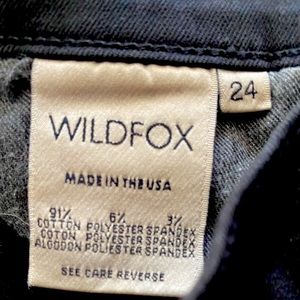 WILDFOX
24
MADE IN THE USA
91% 6% 3%
COTTON POLYESTER SPANDEX
COTON POLYESTER SPANDEX
ALGODON POLIESTER SPANDEX
SEE CARE REVERSE